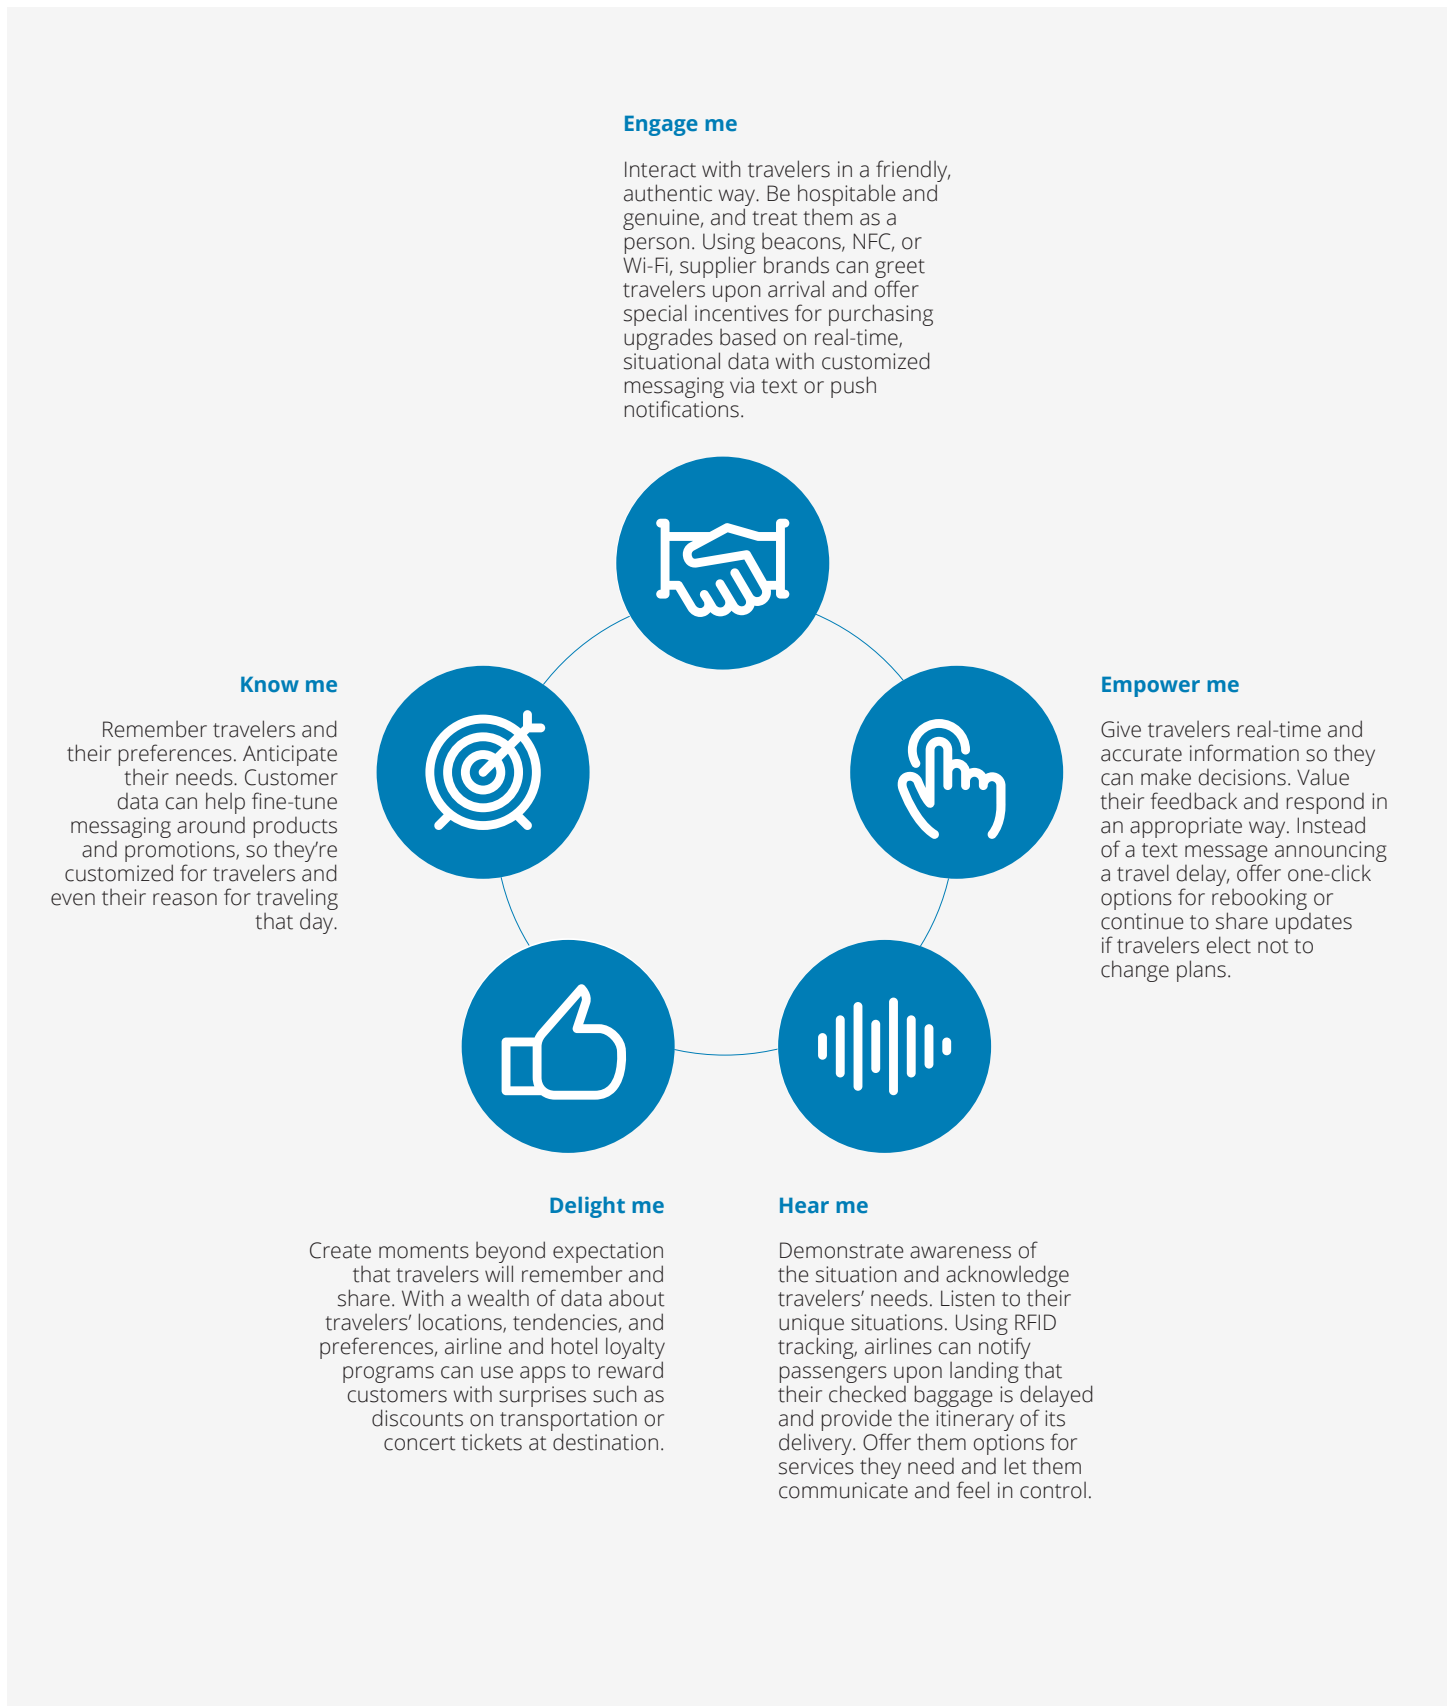 Engage me
Interact with travelers in a friendly,
authentic way. Be hospitable and
genuine, and treat them as a
person. Using beacons, NFC, or
Wi-Fi, supplier brands can greet
travelers upon arrival and offer
special incentives for purchasing
upgrades based on real-time,
situational data with customized
messaging via text or push
notifications.
Know me
Remember travelers and
their preferences. Anticipate
their needs. Customer
data can help fine-tune
messaging around products
and promotions, so they’re
customized for travelers and
even their reason for traveling
that day.
Empower me
Give travelers real-time and
accurate information so they
can make decisions. Value
their feedback and respond in
an appropriate way. Instead
of a text message announcing
a travel delay, offer one-click
options for rebooking or
continue to share updates
if travelers elect not to
change plans.
Delight me
Create moments beyond expectation
that travelers will remember and
share. With a wealth of data about
travelers’ locations, tendencies, and
preferences, airline and hotel loyalty
programs can use apps to reward
customers with surprises such as
discounts on transportation or
concert tickets at destination.
Hear me
Demonstrate awareness of
the situation and acknowledge
travelers’ needs. Listen to their
unique situations. Using RFID
tracking, airlines can notify
passengers upon landing that
their checked baggage is delayed
and provide the itinerary of its
delivery. Offer them options for
services they need and let them
communicate and feel in control.